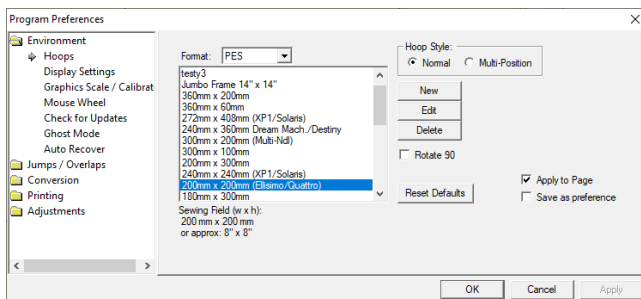 Program Preferences
Environment
Hoops
Display Settings
Graphics Scale / Calibrat
Mouse Wheel
Check for Updates
Ghost Mode
Auto Recover
Jumps / Overlaps
Conversion
Printing
Adjustments
Format: PES
testy3
Jumbo Frame 14" x 14"
360mm x 200mm
360mm x 60mm
272mm x 408mm (XP1/Solaris)
240mm x 360mm Dream Mach./Destiny
200mm x 300mm (Multi-Ndl)
300mm x 100mm
200mm x 300mm
240mm x 240mm (XP1/Solaris)
200mm x 200mm (Ellisimo/Quattro)
180mm x 300mm
Sewing Field (w x h):
200 mm x 200 mm
or approx: 8" x 8"
Hoop Style:
Normal Multi-Position
New
Edit
Delete
Rotate 90
Reset Defaults
Apply to Page
Save as preference
OK Cancel Apply